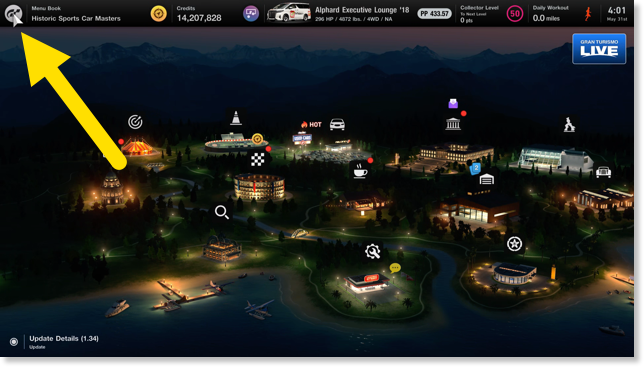 Menu Book
Historic Sports Car Masters
Credits
14,207,828
Alphard Executive Lounge '18
296 HP / 4872 lbs. / 4WD / NA
PP 433.57
Collector Level
To Next Level
0 pts
50
Daily Workout
0.0 miles
4:01
May 31st
GRAN TURISMO
LIVE
HOT
USED CARS
Update Details (1.34)
Update